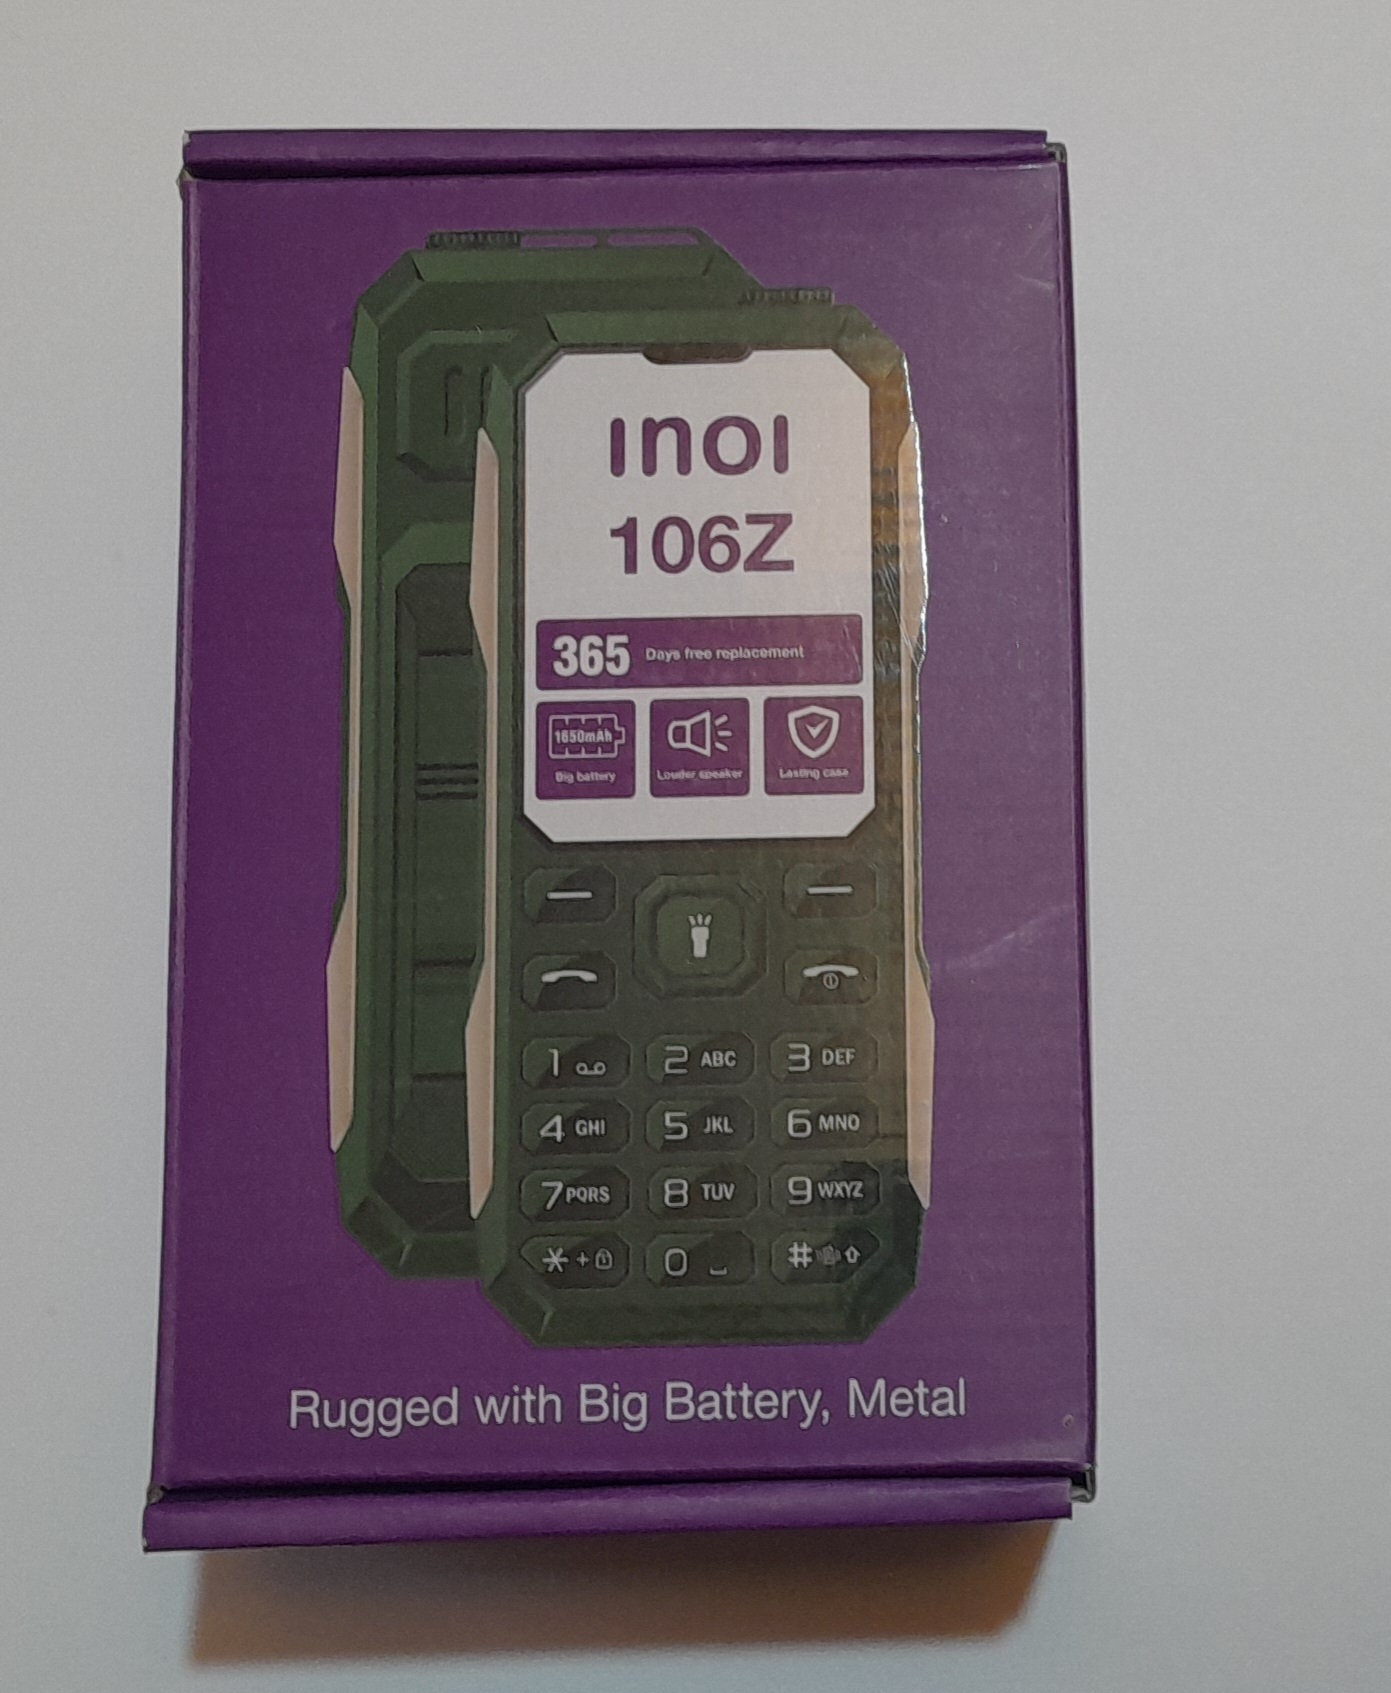 ınoı
106Z
365 Days free replacement
1650mAh
Big battery
Louder speaker
Lasting case
1
2 ABC
3 DEF
4 GHI
5 JKL
6 MNO
7 PQRS
8 TUV
9 WXYZ
* +
0
#
Rugged with Big Battery, Metal